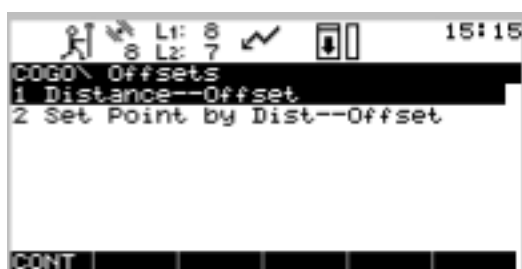 L1: 8 15:15
8 L2: 7
COGO\ Offsets
1 Distance--Offset
2 Set Point by Dist--Offset
CONT